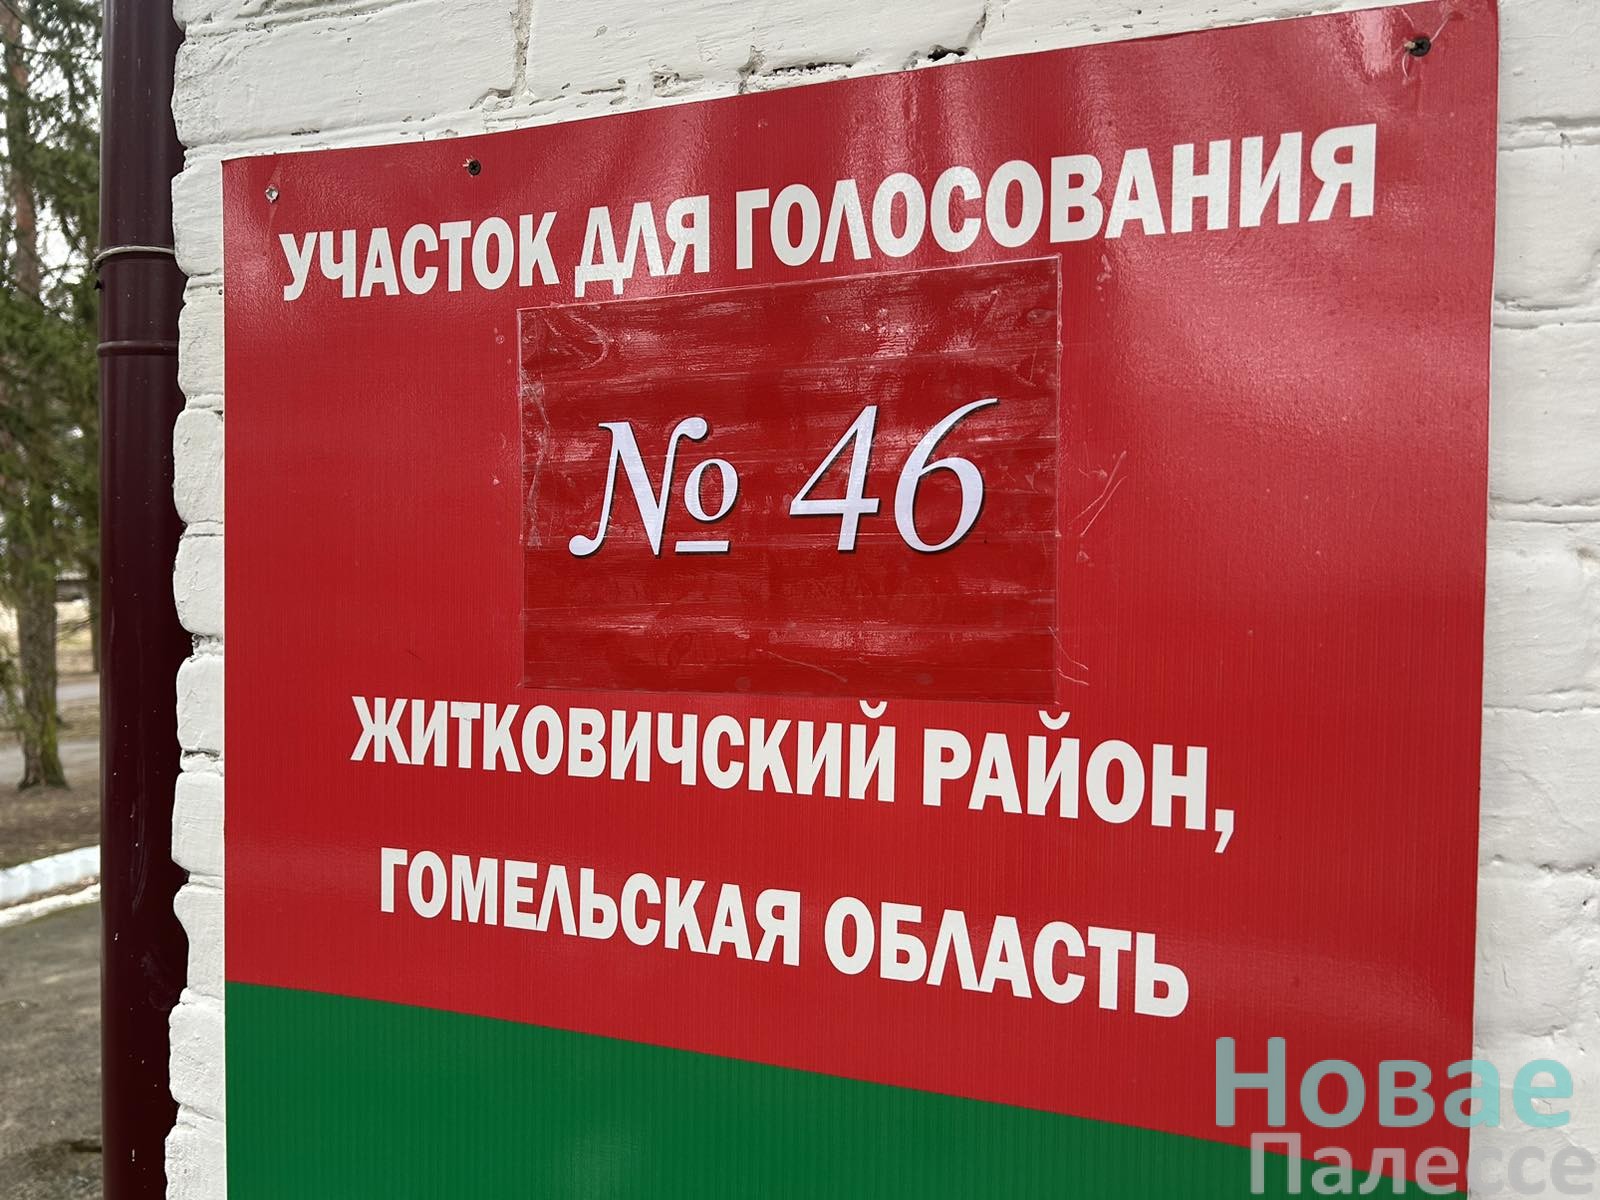 УЧАСТОК ДЛЯ ГОЛОСОВАНИЯ
№ 46
ЖИТКОВИЧСКИЙ РАЙОН,
ГОМЕЛЬСКАЯ ОБЛАСТЬ
Новае
Палессе